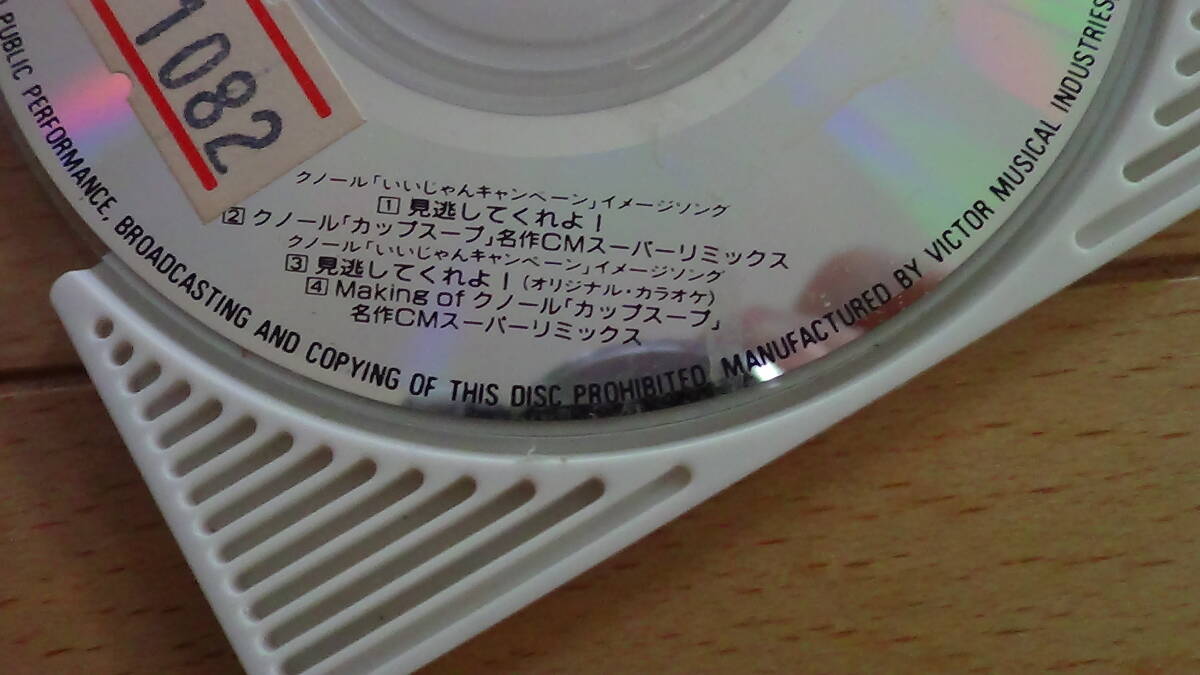 1082
クノール「いいじゃんキャンペーン」イメージソング
1 見逃してくれよ!
2 クノール「カップスープ」名作CMスーパーリミックス
クノール「いいじゃんキャンペーン」イメージソング
3 見逃してくれよ!(オリジナル・カラオケ)
4 Making of クノール「カップスープ」
名作CMスーパーリミックス
PUBLIC PERFORMANCE, BROADCASTING AND COPYING OF THIS DISC PROHIBITED. MANUFACTURED BY VICTOR MUSICAL INDUSTRIES